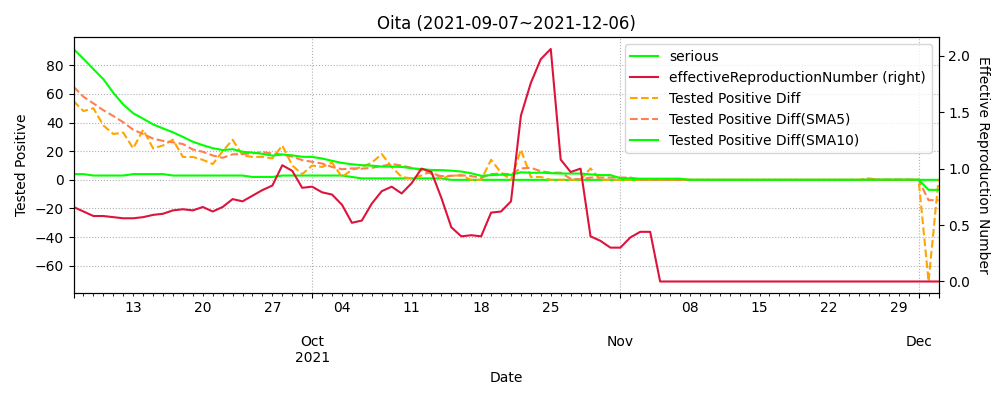 Oita (2021-09-07~2021-12-06)
serious
effectiveReproductionNumber (right)
Tested Positive Diff
Tested Positive Diff(SMA5)
Tested Positive Diff(SMA10)
Tested Positive
80
60
40
20
0
−20
−40
−60
2.0
1.5
1.0
0.5
0.0
Effective Reproduction Number
13 20 27 04 11 18 25 08 15 22 29
Oct Nov Dec
2021
Date